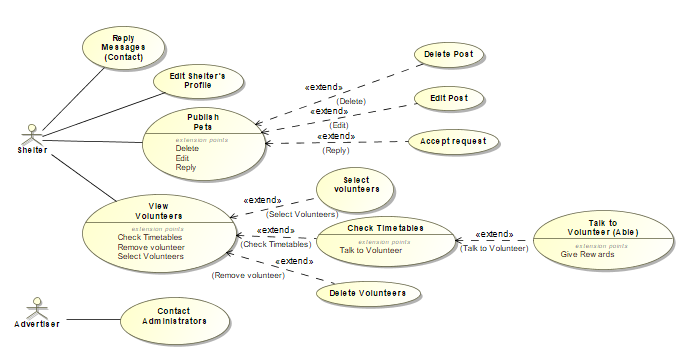 Reply
Messages
(Contact)
Edit Shelter's
Profile
Publish
Pets
extension points
Delete
Edit
Reply
Delete Post
«extend»
(Delete)
Edit Post
«extend»
(Edit)
Accept request
«extend»
(Reply)
Shelter
View
Volunteers
extension points
Check Timetables
Remove volunteer
Select Volunteers
Select
volunteers
«extend»
(Select Volunteers)
Check Timetables
extension points
Talk to Volunteer
«extend»
(Check Timetables)
Talk to
Volunteer (Able)
extension points
Give Rewards
«extend»
(Talk to Volunteer)
«extend»
(Remove volunteer)
Delete Volunteers
Advertiser
Contact
Administrators